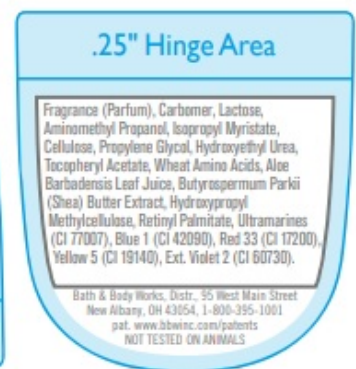 .25" Hinge Area
Fragrance (Parfum), Carbomer, Lactose,
Aminomethyl Propanol, Isopropyl Myristate,
Cellulose, Propylene Glycol, Hydroxyethyl Urea,
Tocopheryl Acetate, Wheat Amino Acids, Aloe
Barbadensis Leaf Juice, Butyrospermum Parkii
(Shea) Butter Extract, Hydroxypropyl
Methylcellulose, Retinyl Palmitate, Ultramarines
(CI 77007), Blue 1 (CI 42090), Red 33 (CI 17200),
Yellow 5 (CI 19140), Ext. Violet 2 (CI 60730).
Bath & Body Works, Distr., 95 West Main Street
New Albany, OH 43054, 1-800-395-1001
pat. www.bbwinc.com/patents
NOT TESTED ON ANIMALS